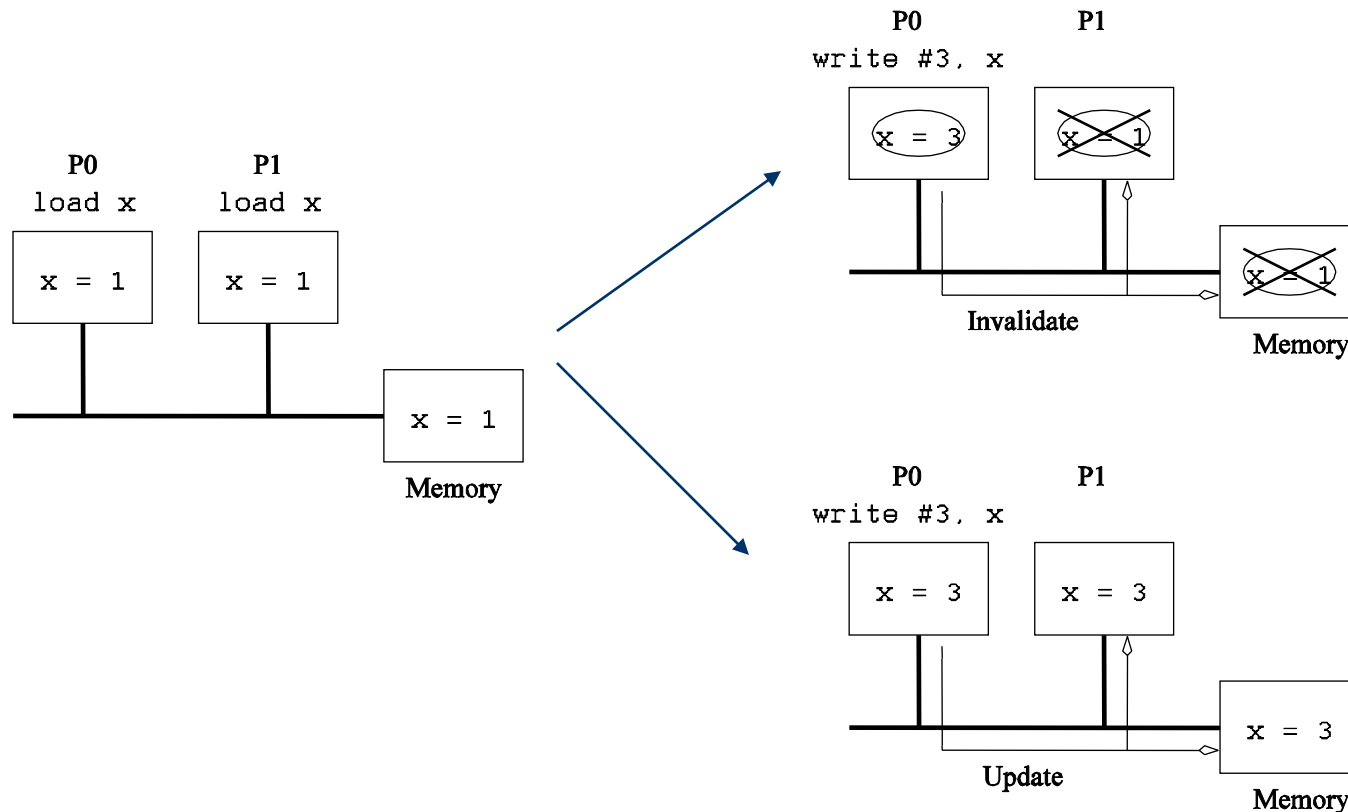 P0 P1
load x load x
x = 1 x = 1
x = 1
Memory
P0 P1
write #3, x
x = 3 x = 1
x = 1
Invalidate
Memory
P0 P1
write #3, x
x = 3 x = 3
x = 3
Update
Memory